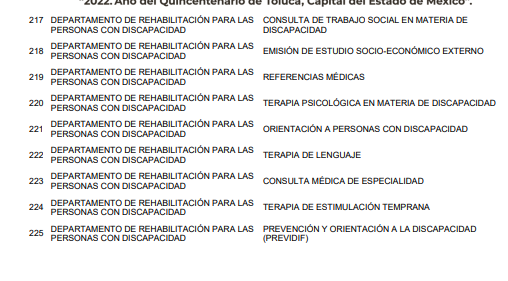 "2022. Año del Quincentenario de Toluca, Capital del Estado de México".
217 DEPARTAMENTO DE REHABILITACIÓN PARA LAS PERSONAS CON DISCAPACIDAD CONSULTA DE TRABAJO SOCIAL EN MATERIA DE DISCAPACIDAD
218 DEPARTAMENTO DE REHABILITACIÓN PARA LAS PERSONAS CON DISCAPACIDAD EMISIÓN DE ESTUDIO SOCIO-ECONÓMICO EXTERNO
219 DEPARTAMENTO DE REHABILITACIÓN PARA LAS PERSONAS CON DISCAPACIDAD REFERENCIAS MÉDICAS
220 DEPARTAMENTO DE REHABILITACIÓN PARA LAS PERSONAS CON DISCAPACIDAD TERAPIA PSICOLÓGICA EN MATERIA DE DISCAPACIDAD
221 DEPARTAMENTO DE REHABILITACIÓN PARA LAS PERSONAS CON DISCAPACIDAD ORIENTACIÓN A PERSONAS CON DISCAPACIDAD
222 DEPARTAMENTO DE REHABILITACIÓN PARA LAS PERSONAS CON DISCAPACIDAD TERAPIA DE LENGUAJE
223 DEPARTAMENTO DE REHABILITACIÓN PARA LAS PERSONAS CON DISCAPACIDAD CONSULTA MÉDICA DE ESPECIALIDAD
224 DEPARTAMENTO DE REHABILITACIÓN PARA LAS PERSONAS CON DISCAPACIDAD TERAPIA DE ESTIMULACIÓN TEMPRANA
225 DEPARTAMENTO DE REHABILITACIÓN PARA LAS PERSONAS CON DISCAPACIDAD PREVENCIÓN Y ORIENTACIÓN A LA DISCAPACIDAD (PREVIDIF)